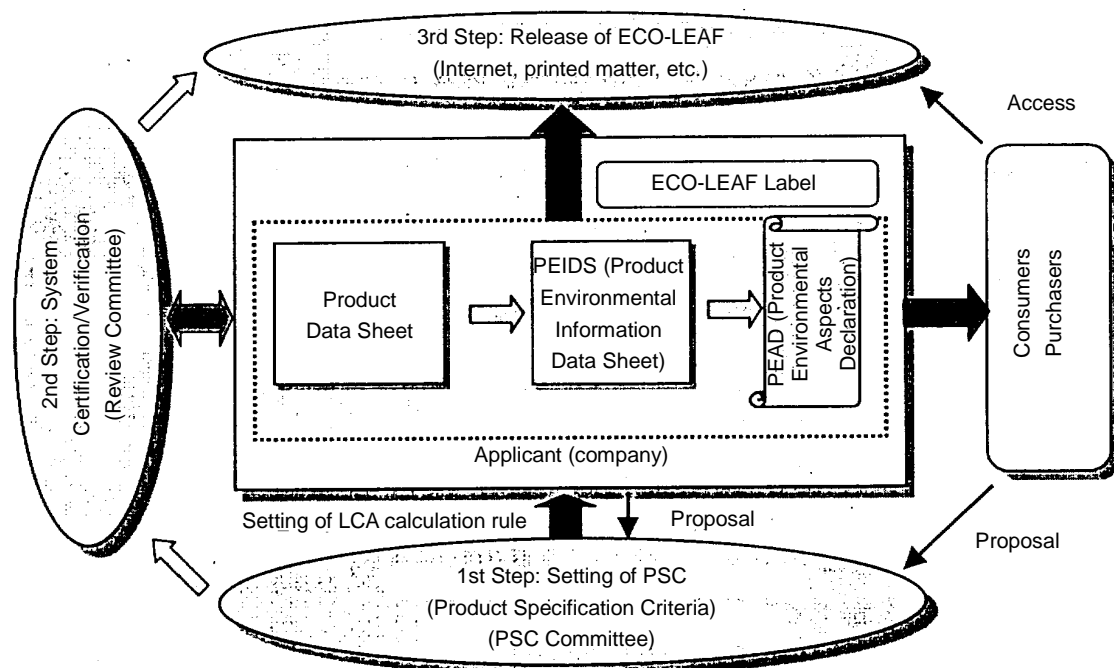 3rd Step: Release of ECO-LEAF
(Internet, printed matter, etc.)
Access
ECO-LEAF Label
2nd Step: System
Certification/Verification
(Review Committee)
Product
Data Sheet
PEIDS (Product
Environmental
Information
Data Sheet)
PEAD (Product
Environmental
Aspects
Declaration)
Consumers
Purchasers
Applicant (company)
Setting of LCA calculation rule
Proposal
Proposal
1st Step: Setting of PSC
(Product Specification Criteria)
(PSC Committee)